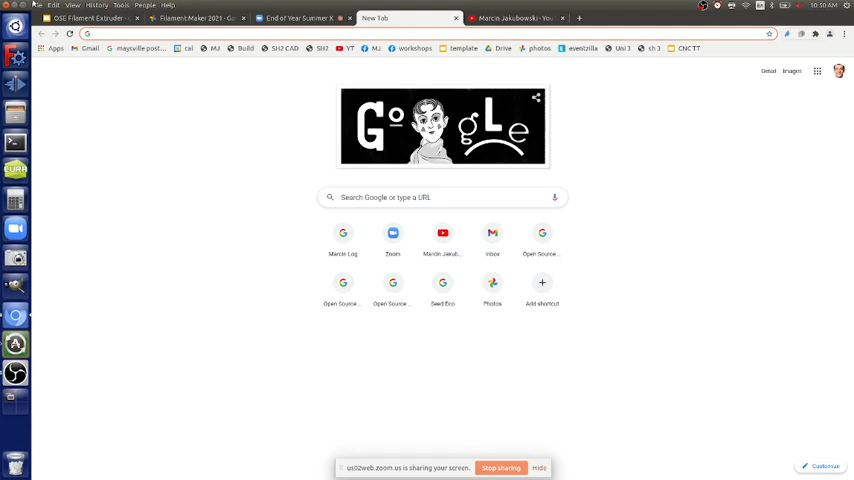 File Edit View History Tools People Help
10:50 AM
OSE Filament Extruder -
Filament Maker 2021 - Go
End of Year Summer X
New Tab
Marcin Jakubowski - You
Apps Gmail maysville post... cal MJ Build SH2 CAD SH2 YT MJ workshops template Drive photos eventzilla Uni 3 sh 3 CNC TT
Gmail Images
Google
Search Google or type a URL
Marcin Log Zoom Marcin Jakub... Inbox Open Source ...
Open Source ... Open Source ... Seed Eco Photos Add shortcut
CURA
us02web.zoom.us is sharing your screen. Stop sharing Hide
Customize